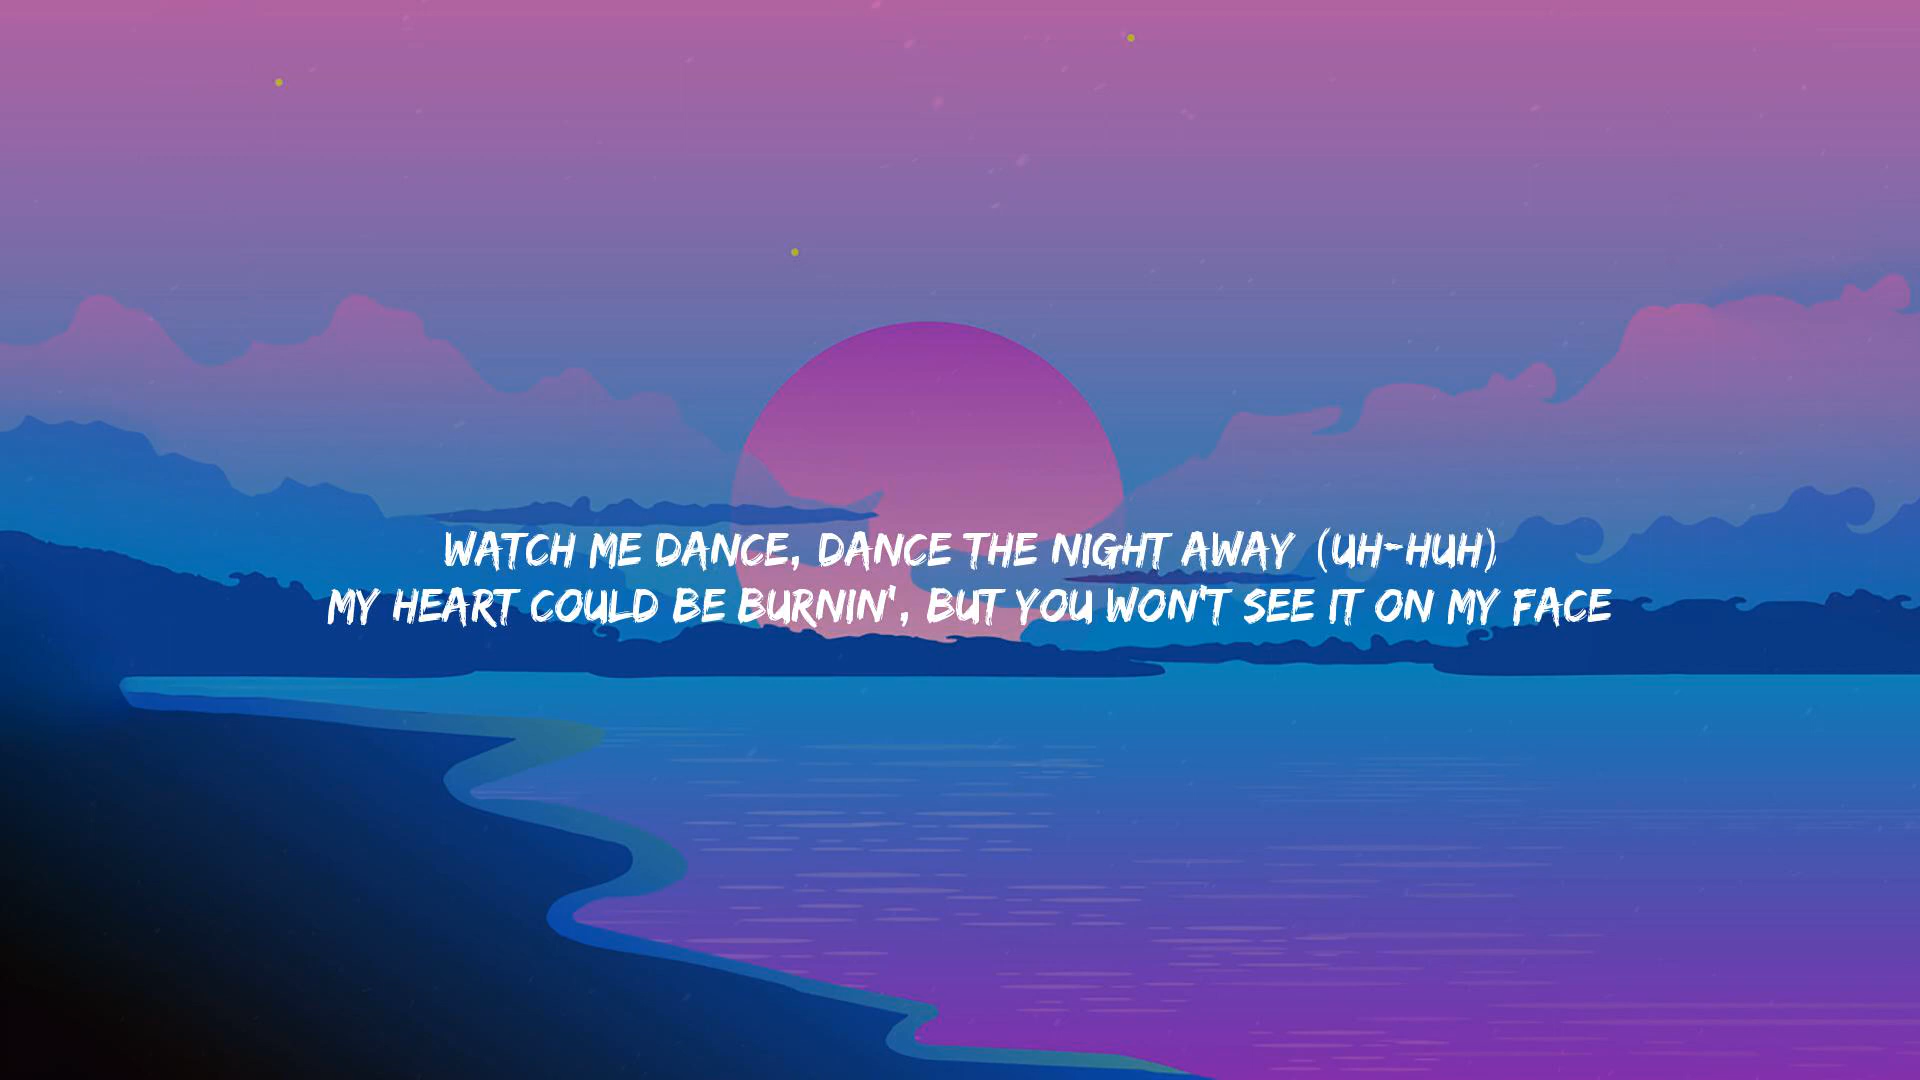 WATCH ME DANCE, DANCE THE NIGHT AWAY (UH-HUH)
MY HEART COULD BE BURNIN', BUT YOU WON'T SEE IT ON MY FACE